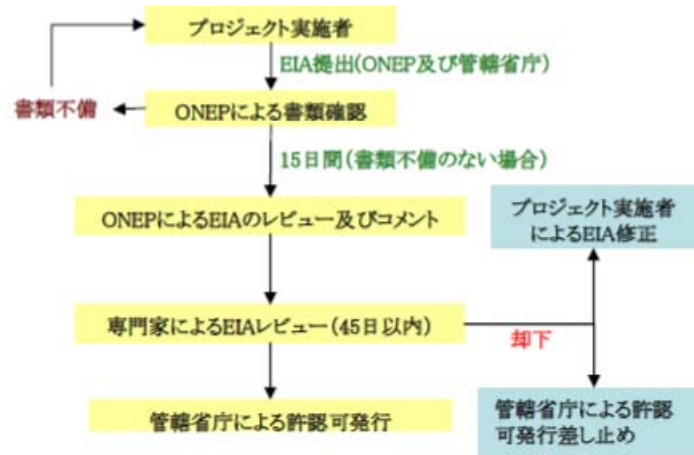 プロジェクト実施者
EIA提出(ONEP及び管轄省庁)
書類不備
ONEPによる書類確認
15日間(書類不備のない場合)
ONEPによるEIAのレビュー及びコメント
プロジェクト実施者
によるEIA修正
専門家によるEIAレビュー(45日以内)
却下
管轄省庁による許認可発行
管轄省庁による許認
可発行差し止め